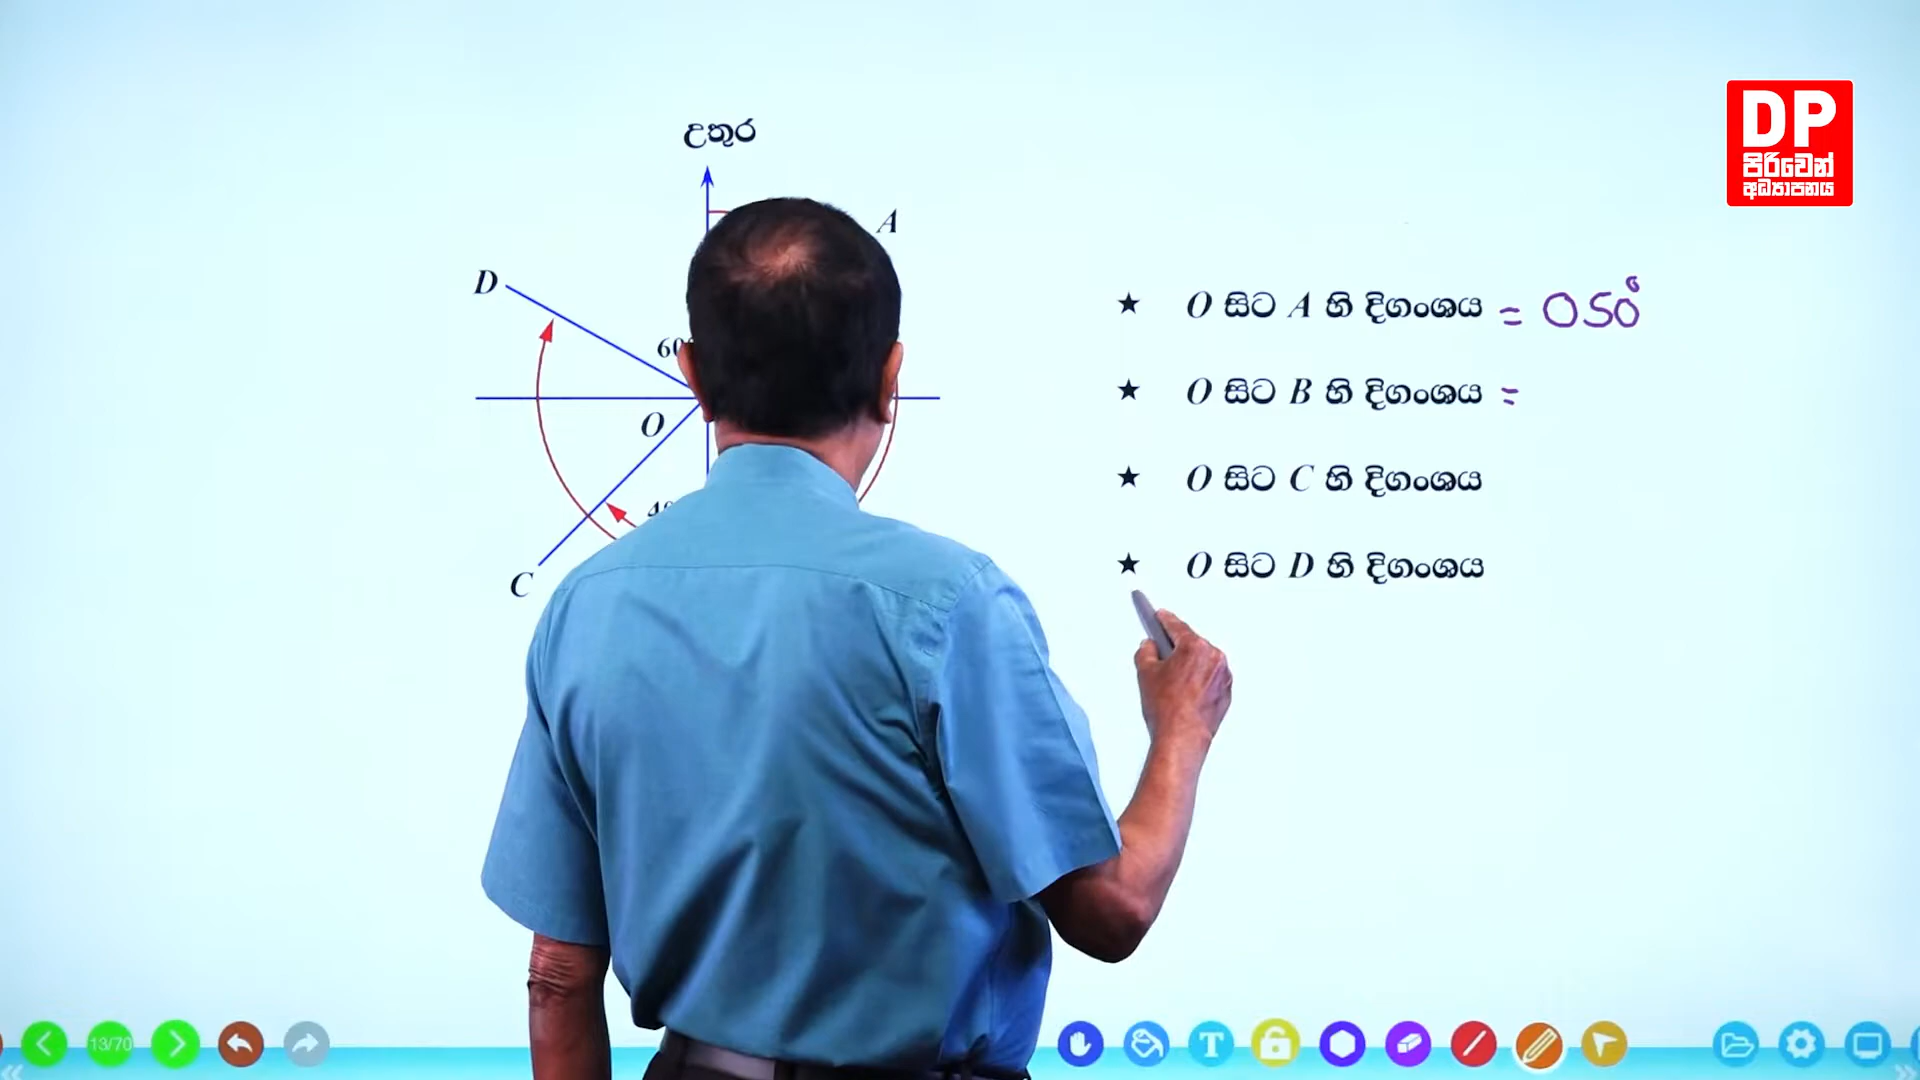 DP
පිරිවෙන්
අධ්‍යාපනය
උතුර
A
D
60
O
C
★ O සිට A හි දිගංශය = 050°
★ O සිට B හි දිගංශය =
★ O සිට C හි දිගංශය
★ O සිට D හි දිගංශය
13/70
T